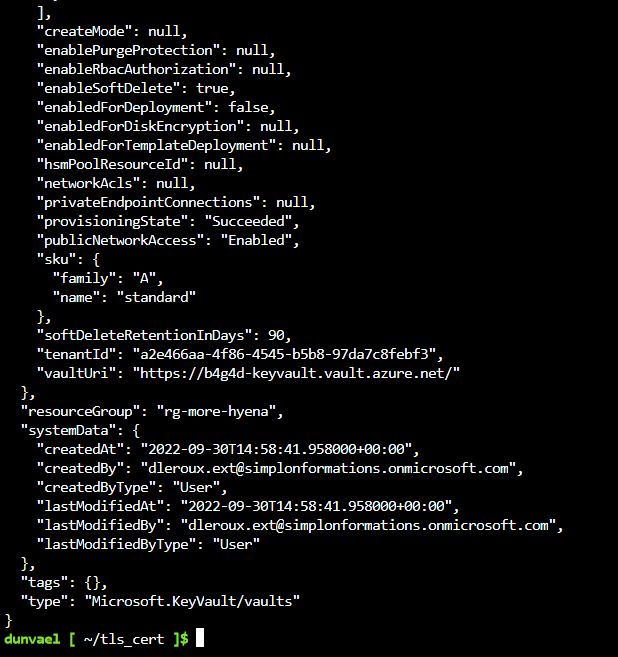 ],
"createMode": null,
"enablePurgeProtection": null,
"enableRbacAuthorization": null,
"enableSoftDelete": true,
"enabledForDeployment": false,
"enabledForDiskEncryption": null,
"enabledForTemplateDeployment": null,
"hsmPoolResourceId": null,
"networkAcls": null,
"privateEndpointConnections": null,
"provisioningState": "Succeeded",
"publicNetworkAccess": "Enabled",
"sku": {
"family": "A",
"name": "standard"
},
"softDeleteRetentionInDays": 90,
"tenantId": "a2e466aa-4f86-4545-b5b8-97da7c8febf3",
"vaultUri": "https://b4g4d-keyvault.vault.azure.net/"
},
"resourceGroup": "rg-more-hyena",
"systemData": {
"createdAt": "2022-09-30T14:58:41.958000+00:00",
"createdBy": "dleroux.ext@simplonformations.onmicrosoft.com",
"createdByType": "User",
"lastModifiedAt": "2022-09-30T14:58:41.958000+00:00",
"lastModifiedBy": "dleroux.ext@simplonformations.onmicrosoft.com",
"lastModifiedByType": "User"
},
"tags": {},
"type": "Microsoft.KeyVault/vaults"
}
dunvael [ ~/tls_cert ]$